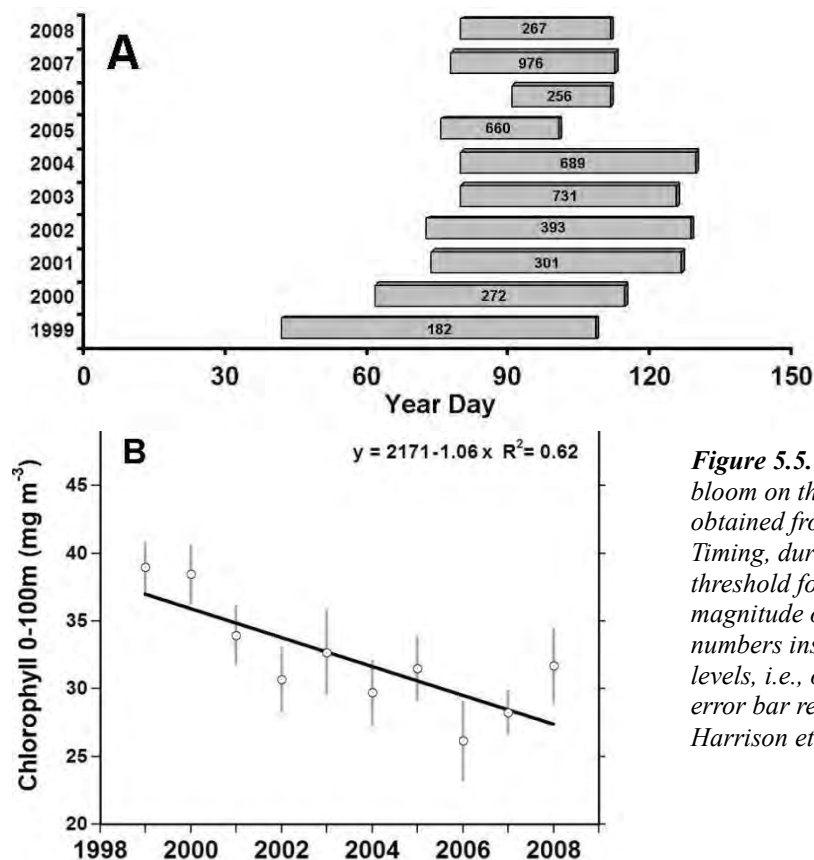 A
2008
267
2007
976
2006
256
2005
660
2004
689
2003
731
2002
393
2001
301
2000
272
1999
182
0 30 60 90 120 150
Year Day
B
y = 2171-1.06 x R²= 0.62
Chlorophyll 0-100m (mg m⁻³)
45
40
35
30
25
20
1998 2000 2002 2004 2006 2008
Figure 5.5.
bloom on th
obtained fro
Timing, dur
threshold fo
magnitude o
numbers ins
levels, i.e., o
error bar re
Harrison et